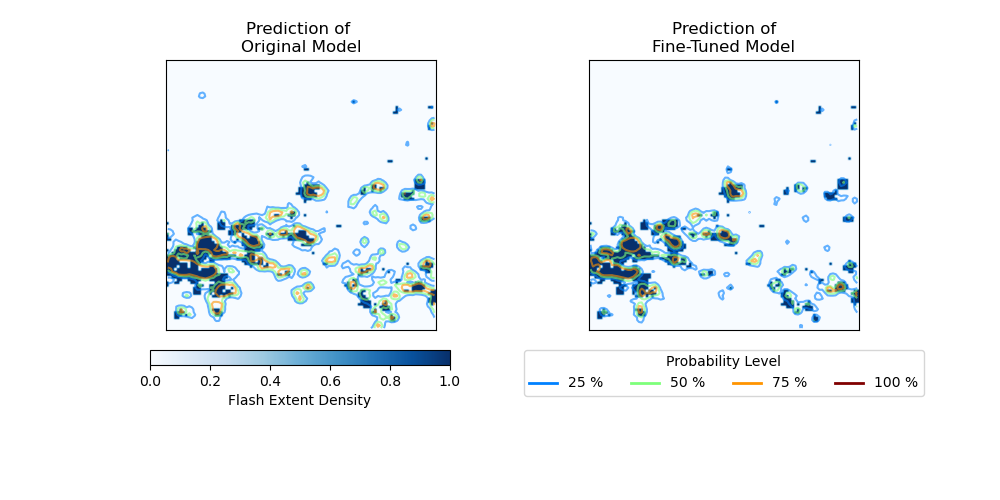 Prediction of
Original Model
Prediction of
Fine-Tuned Model
0.0 0.2 0.4 0.6 0.8 1.0
Flash Extent Density
Probability Level
25 % 50 % 75 % 100 %